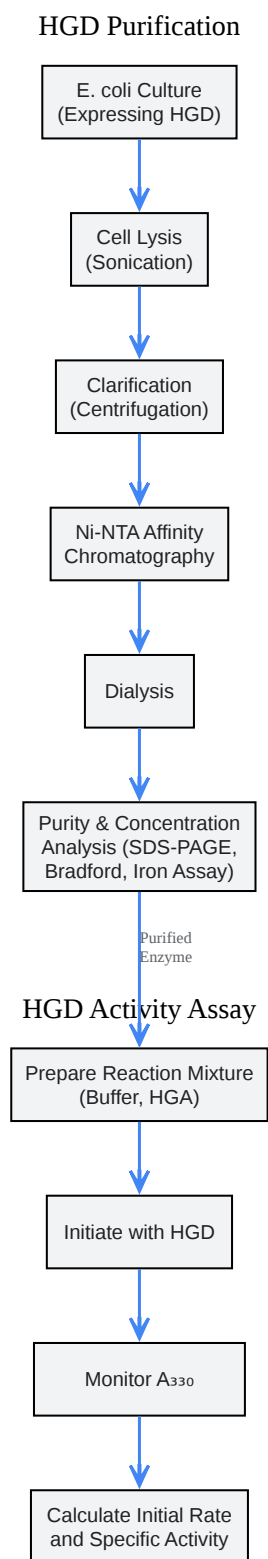 HGD Purification
E. coli Culture
(Expressing HGD)
Cell Lysis
(Sonication)
Clarification
(Centrifugation)
Ni-NTA Affinity
Chromatography
Dialysis
Purity & Concentration
Analysis (SDS-PAGE,
Bradford, Iron Assay)
Purified
Enzyme
HGD Activity Assay
Prepare Reaction Mixture
(Buffer, HGA)
Initiate with HGD
Monitor A₃₃₀
Calculate Initial Rate
and Specific Activity